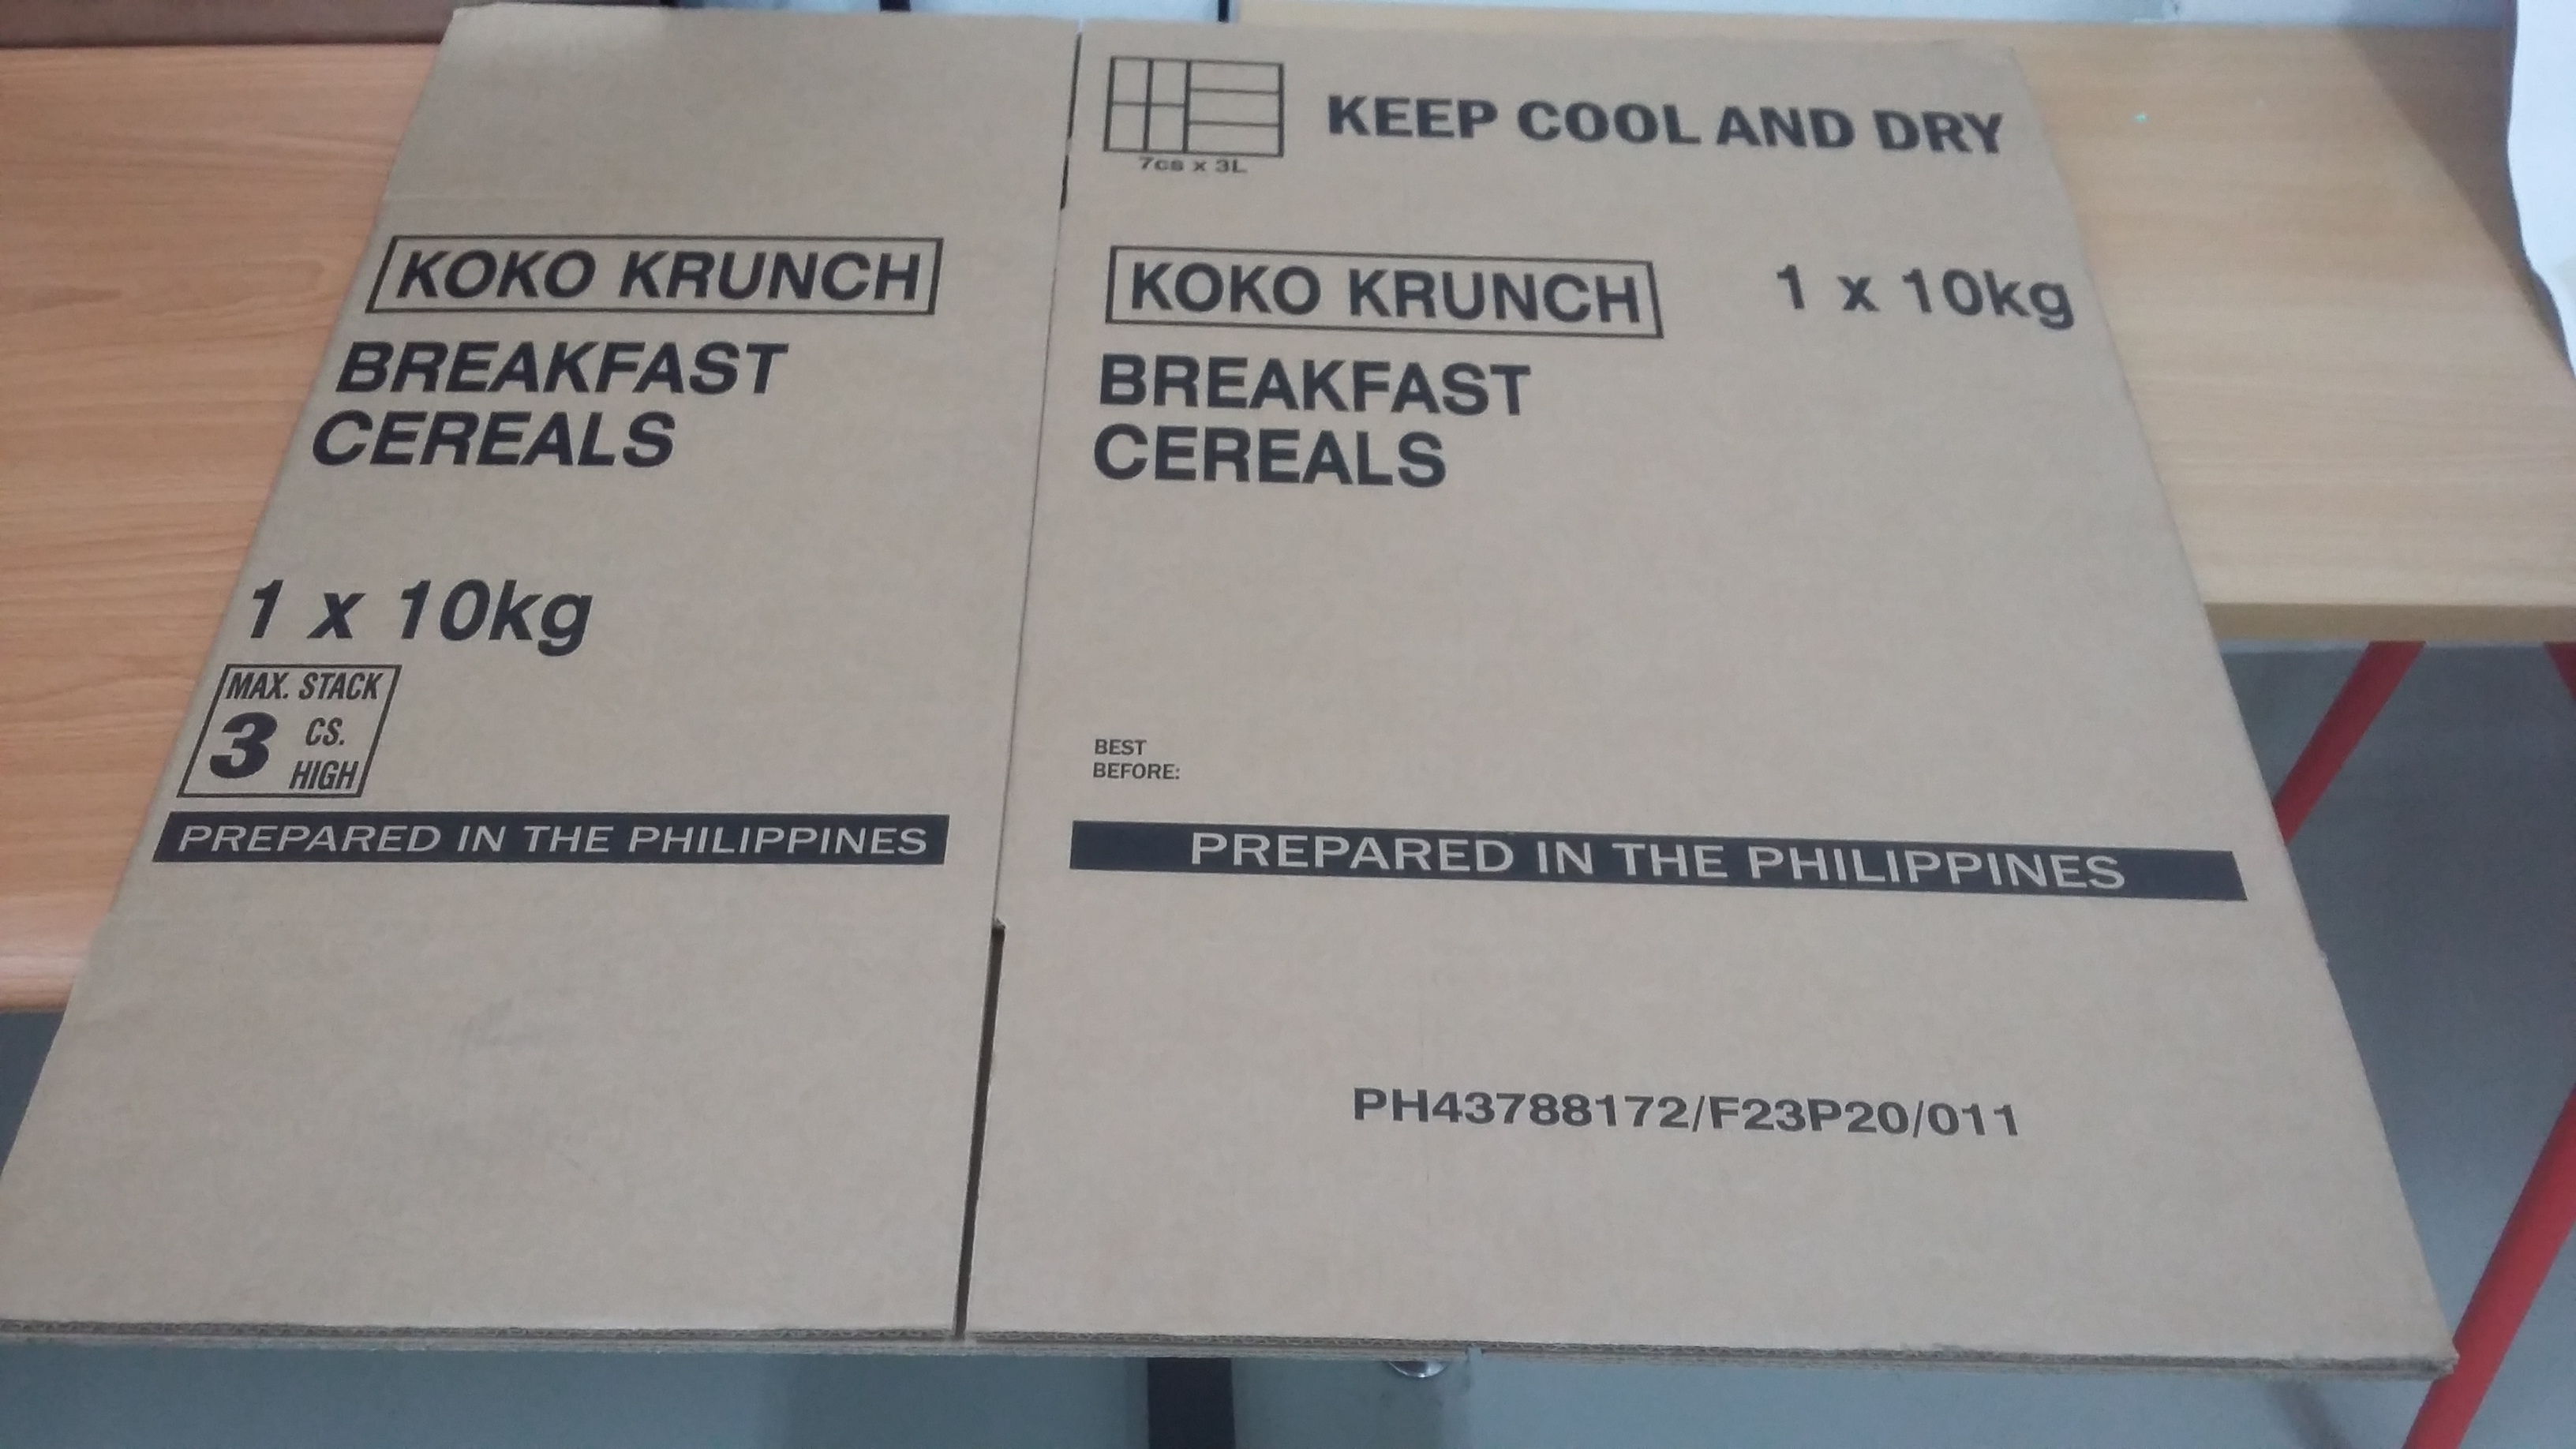 KOKO KRUNCH
BREAKFAST
CEREALS
1 x 10kg
MAX. STACK
3 CS.
HIGH
PREPARED IN THE PHILIPPINES
7cs x 3L
KEEP COOL AND DRY
KOKO KRUNCH 1 x 10kg
BREAKFAST
CEREALS
BEST
BEFORE:
PREPARED IN THE PHILIPPINES
PH43788172/F23P20/011